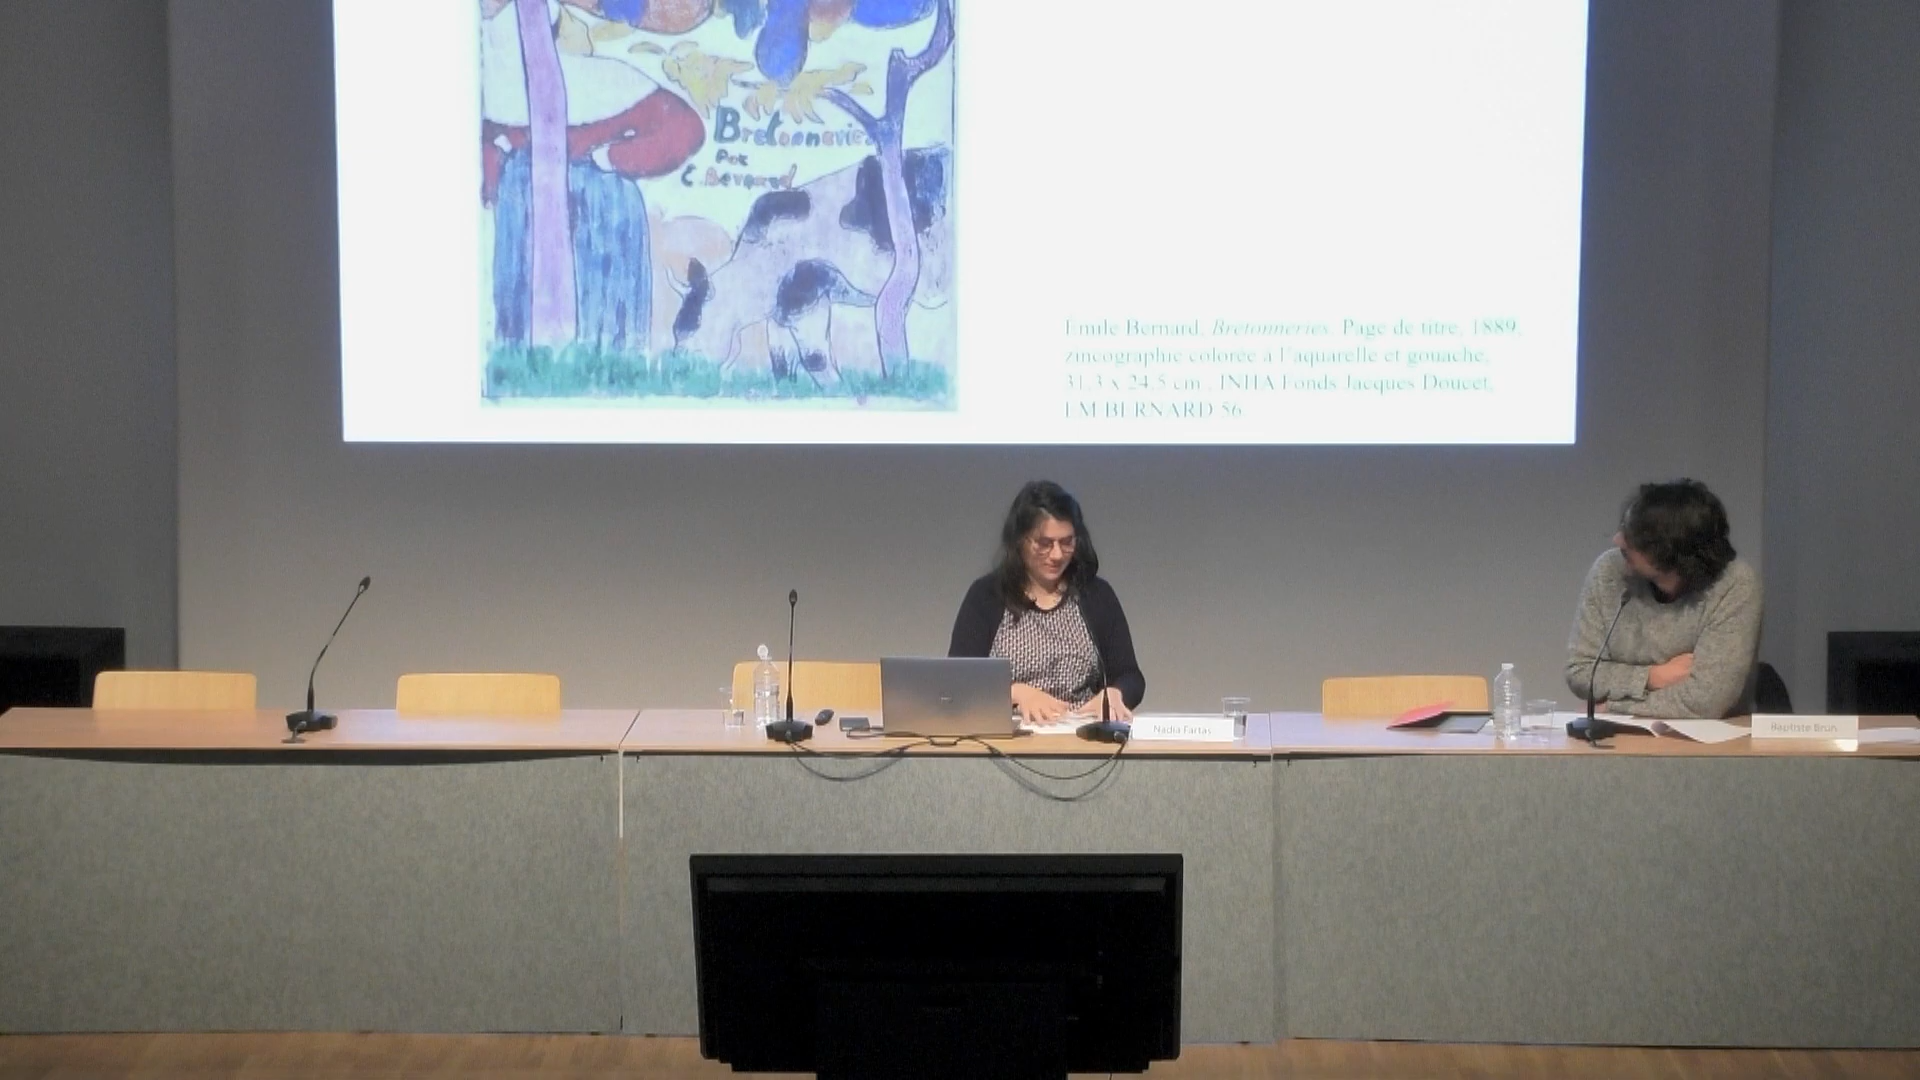 Bretonneries
Par
E. Bernard
Émile Bernard, Bretonneries. Page de titre, 1889,
zincographie colorée à l'aquarelle et gouache,
31,3 x 24,5 cm., INHA Fonds Jacques Doucet,
EM BERNARD 56
Nadia Fartas
Baptiste Brun